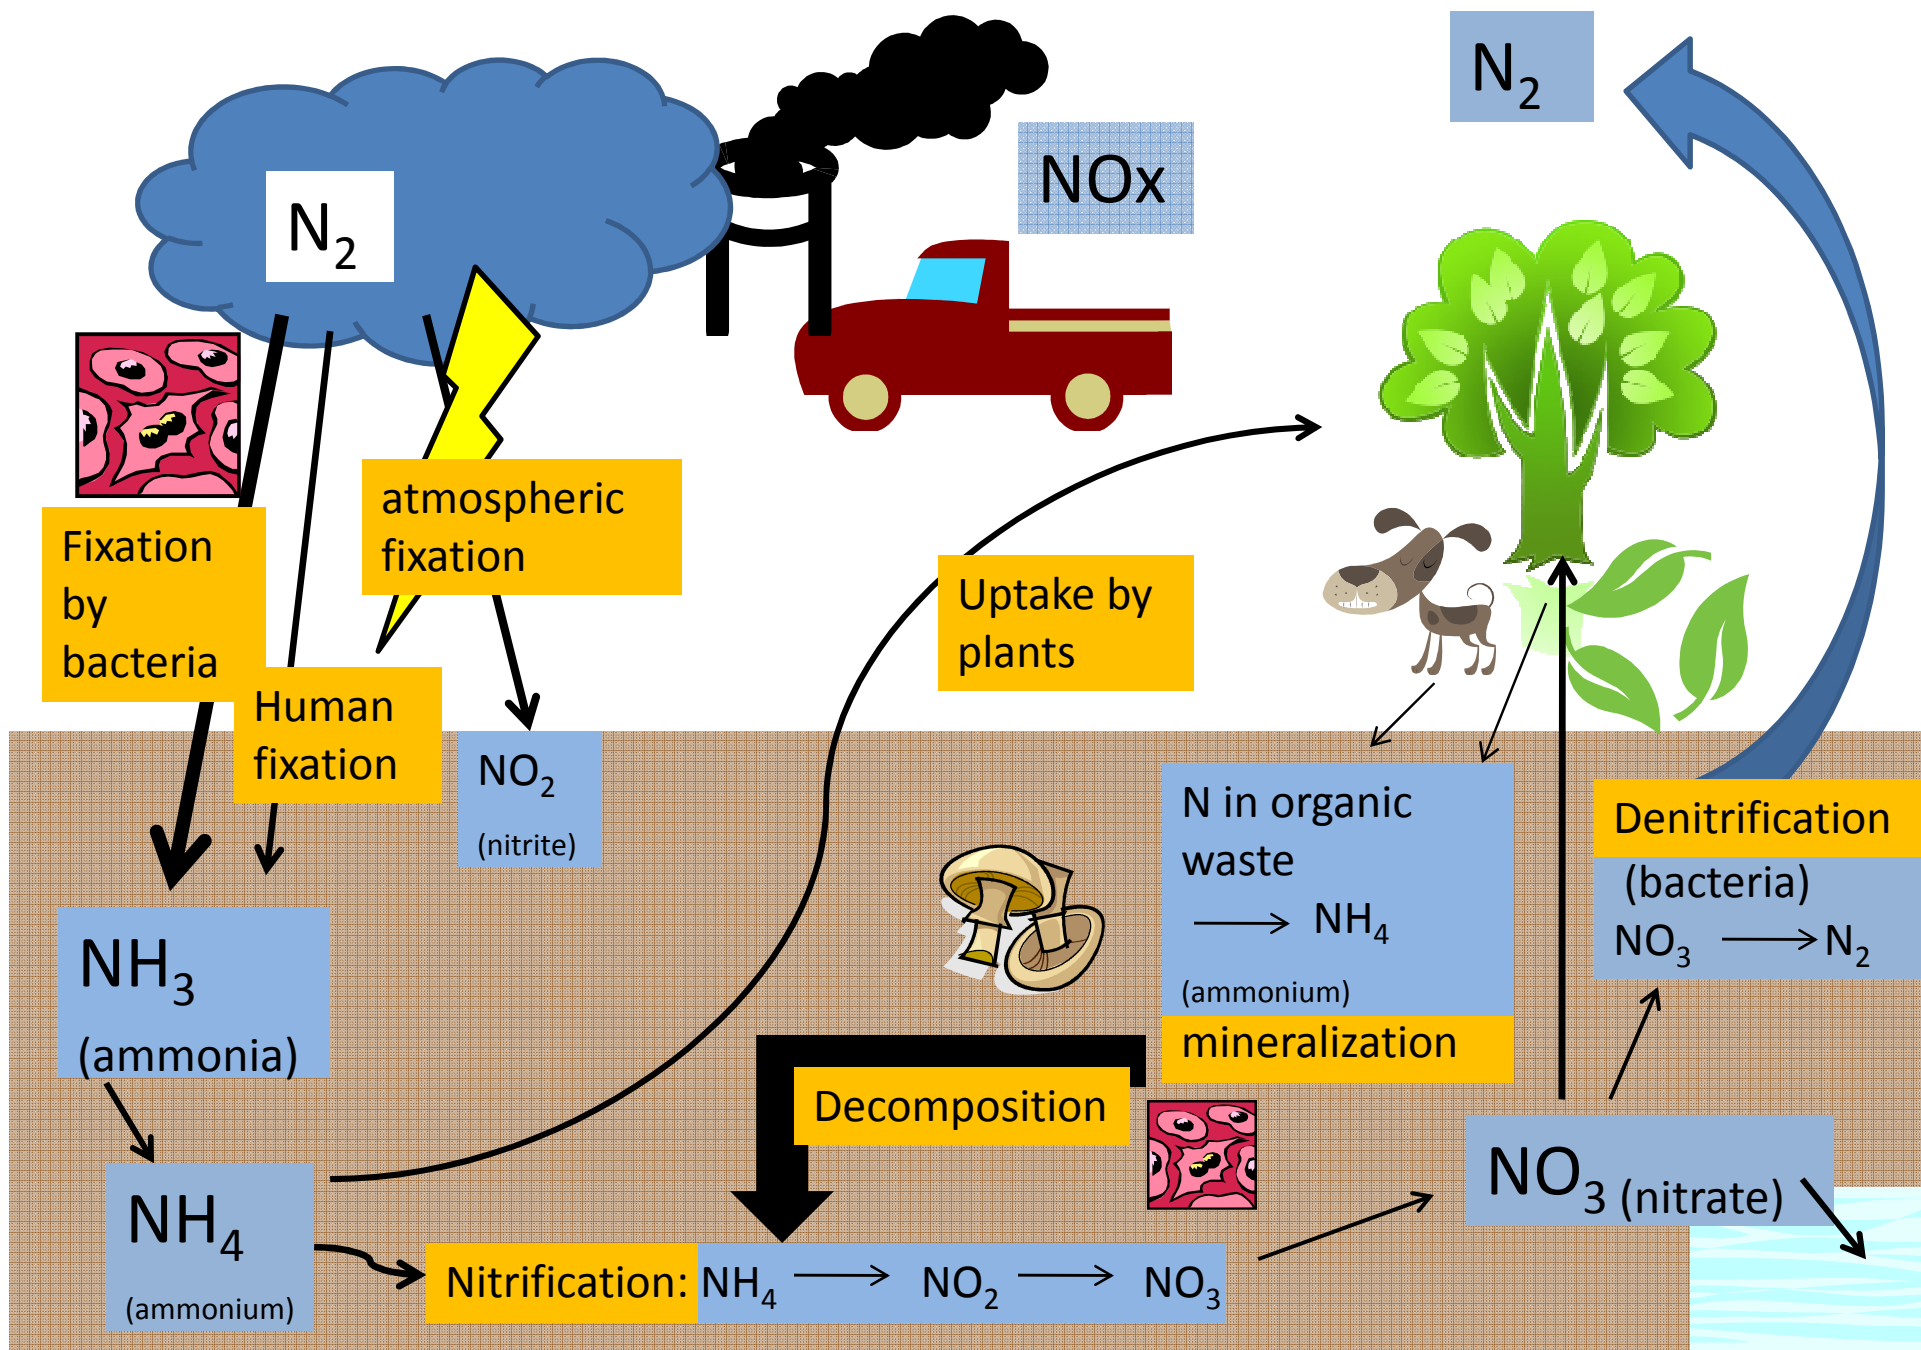 N₂
NOx
N₂
atmospheric
fixation
Fixation
by
bacteria
Uptake by
plants
Human
fixation
NO₂
(nitrite)
N in organic
waste
⟶ NH₄
(ammonium)
mineralization
Denitrification
(bacteria)
NO₃ ⟶ N₂
NH₃
(ammonia)
Decomposition
NH₄
(ammonium)
NO₃ (nitrate)
Nitrification: NH₄ ⟶ NO₂ ⟶ NO₃